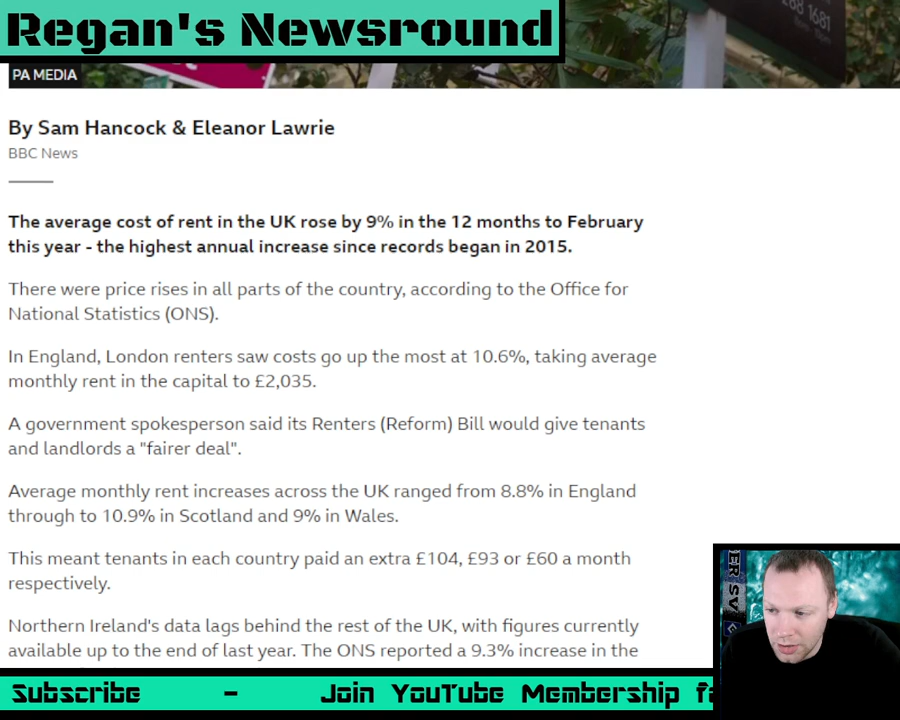 Regan's Newsround
288 1681
PA MEDIA
By Sam Hancock & Eleanor Lawrie
BBC News
The average cost of rent in the UK rose by 9% in the 12 months to February
this year - the highest annual increase since records began in 2015.
There were price rises in all parts of the country, according to the Office for
National Statistics (ONS).
In England, London renters saw costs go up the most at 10.6%, taking average
monthly rent in the capital to £2,035.
A government spokesperson said its Renters (Reform) Bill would give tenants
and landlords a "fairer deal".
Average monthly rent increases across the UK ranged from 8.8% in England
through to 10.9% in Scotland and 9% in Wales.
This meant tenants in each country paid an extra £104, £93 or £60 a month
respectively.
Northern Ireland's data lags behind the rest of the UK, with figures currently
available up to the end of last year. The ONS reported a 9.3% increase in the
Subscribe - Join YouTube Membership